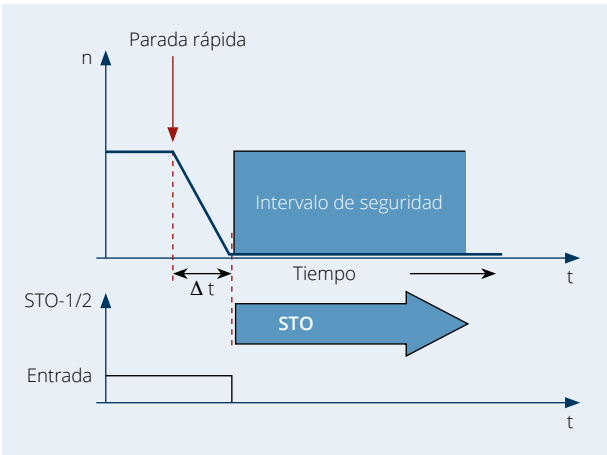 Parada rápida
n
Intervalo de seguridad
Tiempo
t
Δ t
STO-1/2
STO
Entrada
t